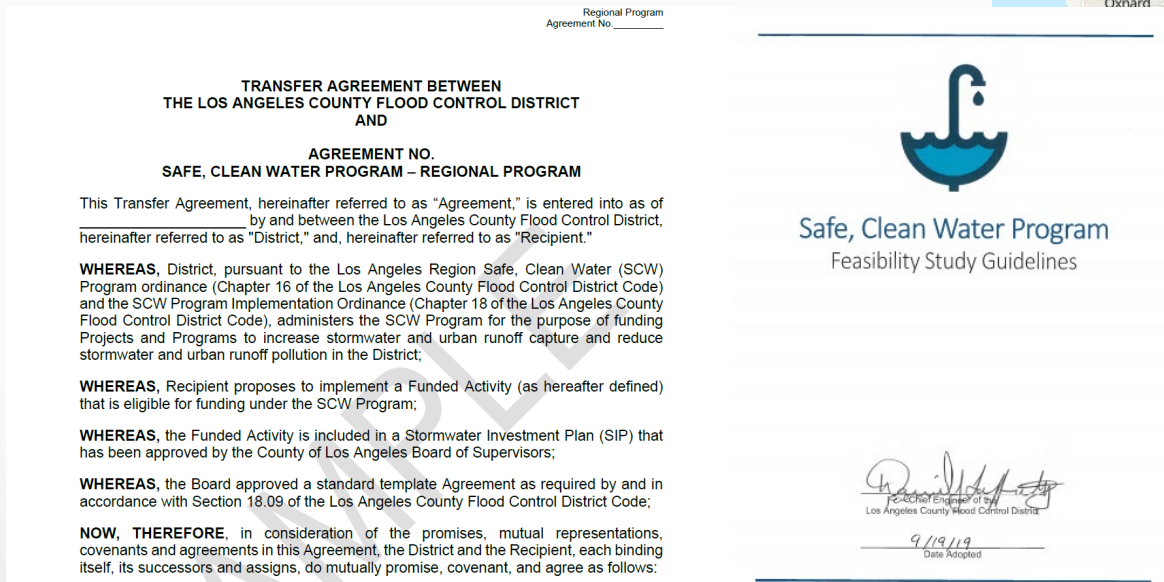 Oxnard
Regional Program
Agreement No.________
TRANSFER AGREEMENT BETWEEN
THE LOS ANGELES COUNTY FLOOD CONTROL DISTRICT
AND
AGREEMENT NO.
SAFE, CLEAN WATER PROGRAM – REGIONAL PROGRAM
This Transfer Agreement, hereinafter referred to as “Agreement,” is entered into as of
____________________ by and between the Los Angeles County Flood Control District,
hereinafter referred to as "District," and, hereinafter referred to as "Recipient."
WHEREAS, District, pursuant to the Los Angeles Region Safe, Clean Water (SCW)
Program ordinance (Chapter 16 of the Los Angeles County Flood Control District Code)
and the SCW Program Implementation Ordinance (Chapter 18 of the Los Angeles County
Flood Control District Code), administers the SCW Program for the purpose of funding
Projects and Programs to increase stormwater and urban runoff capture and reduce
stormwater and urban runoff pollution in the District;
WHEREAS, Recipient proposes to implement a Funded Activity (as hereafter defined)
that is eligible for funding under the SCW Program;
WHEREAS, the Funded Activity is included in a Stormwater Investment Plan (SIP) that
has been approved by the County of Los Angeles Board of Supervisors;
WHEREAS, the Board approved a standard template Agreement as required by and in
accordance with Section 18.09 of the Los Angeles County Flood Control District Code;
NOW, THEREFORE, in consideration of the promises, mutual representations,
covenants and agreements in this Agreement, the District and the Recipient, each binding
itself, its successors and assigns, do mutually promise, covenant, and agree as follows:
MPLE
Safe, Clean Water Program
Feasibility Study Guidelines
Chief Engineer of the
Los Angeles County Flood Control District
9/19/19
Date Adopted